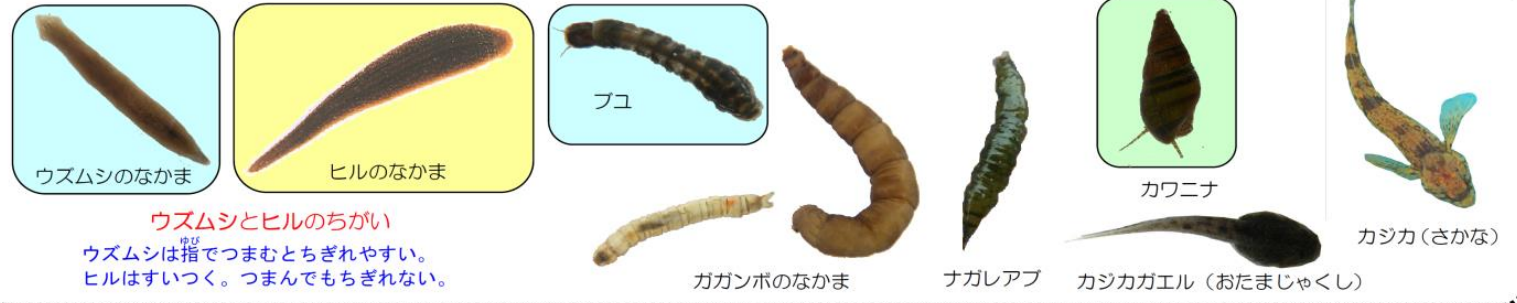 ウズムシのなかま
ヒルのなかま
ブユ
ウズムシとヒルのちがい
ゆび
ウズムシは指でつまむとちぎれやすい。
ヒルはすいつく。つまんでもちぎれない。
ガガンボのなかま
ナガレアブ
カワニナ
カジカガエル（おたまじゃくし）
カジカ（さかな）